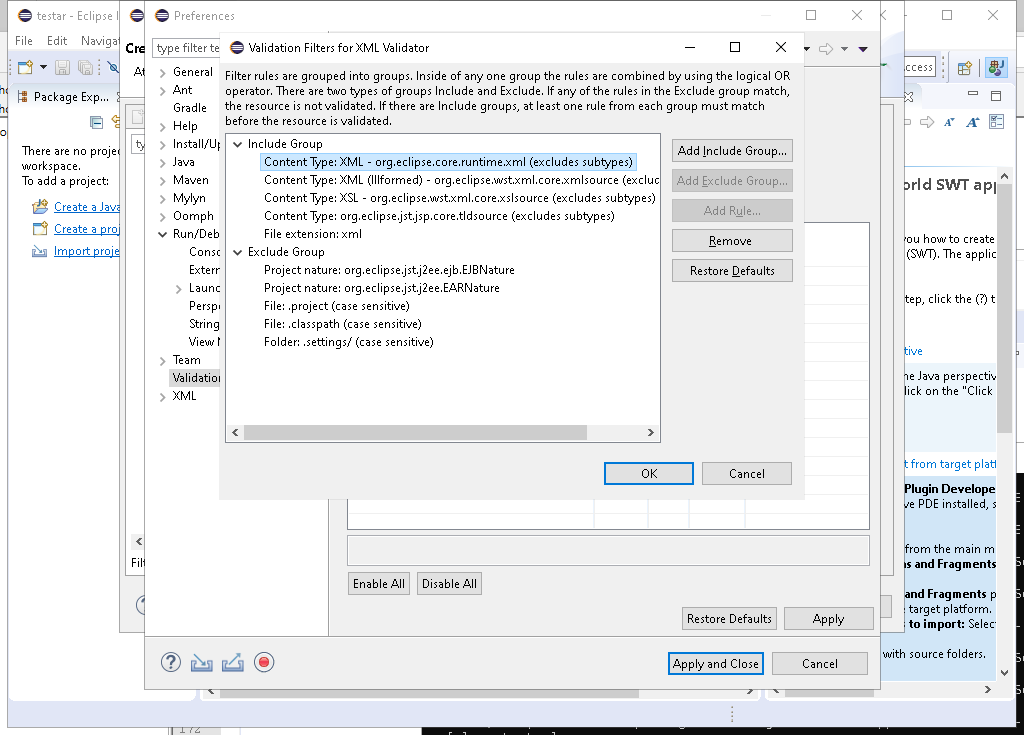 testar - Eclipse
Preferences
File Edit Naviga
Cre
type filter te
Validation Filters for XML Validator
ccess
Package Exp...
There are no proje
workspace.
To add a project:
Create a Java
Create a proj
Import proje
General
Ant
Gradle
Help
Install/Up
Java
Maven
Mylyn
Oomph
Run/Deb
Conso
Extern
Launc
Persp
String
View
Team
Validation
XML
Filter rules are grouped into groups. Inside of any one group the rules are combined by using the logical OR
operator. There are two types of groups Include and Exclude. If any of the rules in the Exclude group match,
the resource is not validated. If there are Include groups, at least one rule from each group must match
before the resource is validated.
Include Group
Content Type: XML - org.eclipse.core.runtime.xml (excludes subtypes)
Content Type: XML (Illformed) - org.eclipse.wst.xml.core.xmlsource (exclud
Content Type: XSL - org.eclipse.wst.xml.core.xslsource (excludes subtypes)
Content Type: org.eclipse.jst.jsp.core.tldsource (excludes subtypes)
File extension: xml
Exclude Group
Project nature: org.eclipse.jst.j2ee.ejb.EJBNature
Project nature: org.eclipse.jst.j2ee.EARNature
File: .project (case sensitive)
File: .classpath (case sensitive)
Folder: .settings/ (case sensitive)
Add Include Group...
Add Exclude Group...
Add Rule...
Remove
Restore Defaults
OK
Cancel
Enable All
Disable All
Restore Defaults
Apply
Apply and Close
Cancel
orld SWT app
you how to create
(SWT). The applic
tep, click the (?) t
tive
he Java perspectiv
lick on the "Click
t from target platf
Plugin Develope
ve PDE installed, s
from the main m
ns and Fragments
and Fragments p
target platform.
to import: Selec
with source folders.
172